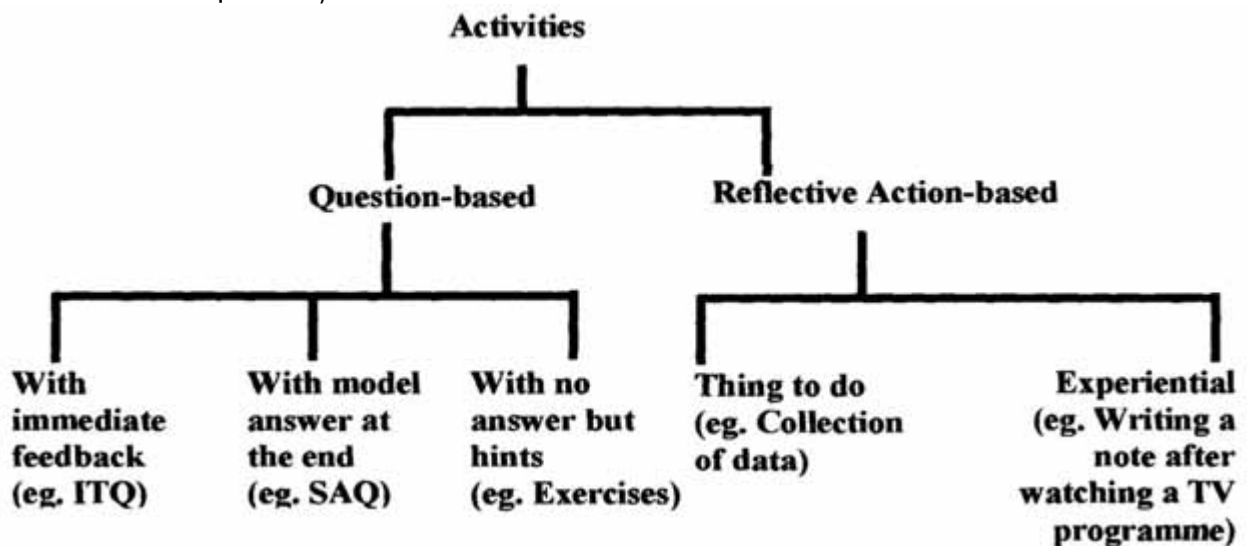 Activities
Question-based
Reflective Action-based
With
immediate
feedback
(eg. ITQ)
With model
answer at
the end
(eg. SAQ)
With no
answer but
hints
(eg. Exercises)
Thing to do
(eg. Collection
of data)
Experiential
(eg. Writing a
note after
watching a TV
programme)